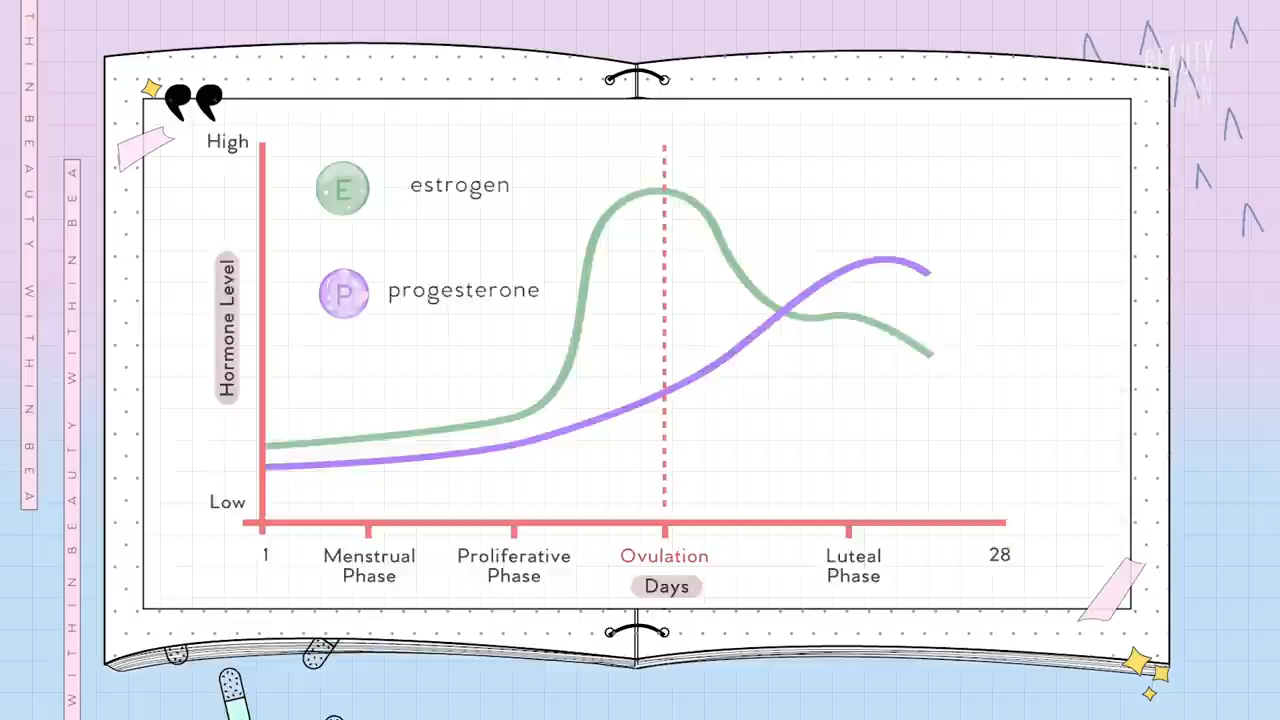 THIN BEAUTY WITHIN BEA
WITHIN BEAUTY WITHIN BEA
BEAUTY
High
E
estrogen
P
progesterone
Hormone Level
Low
1
Menstrual
Phase
Proliferative
Phase
Ovulation
Luteal
Phase
28
Days